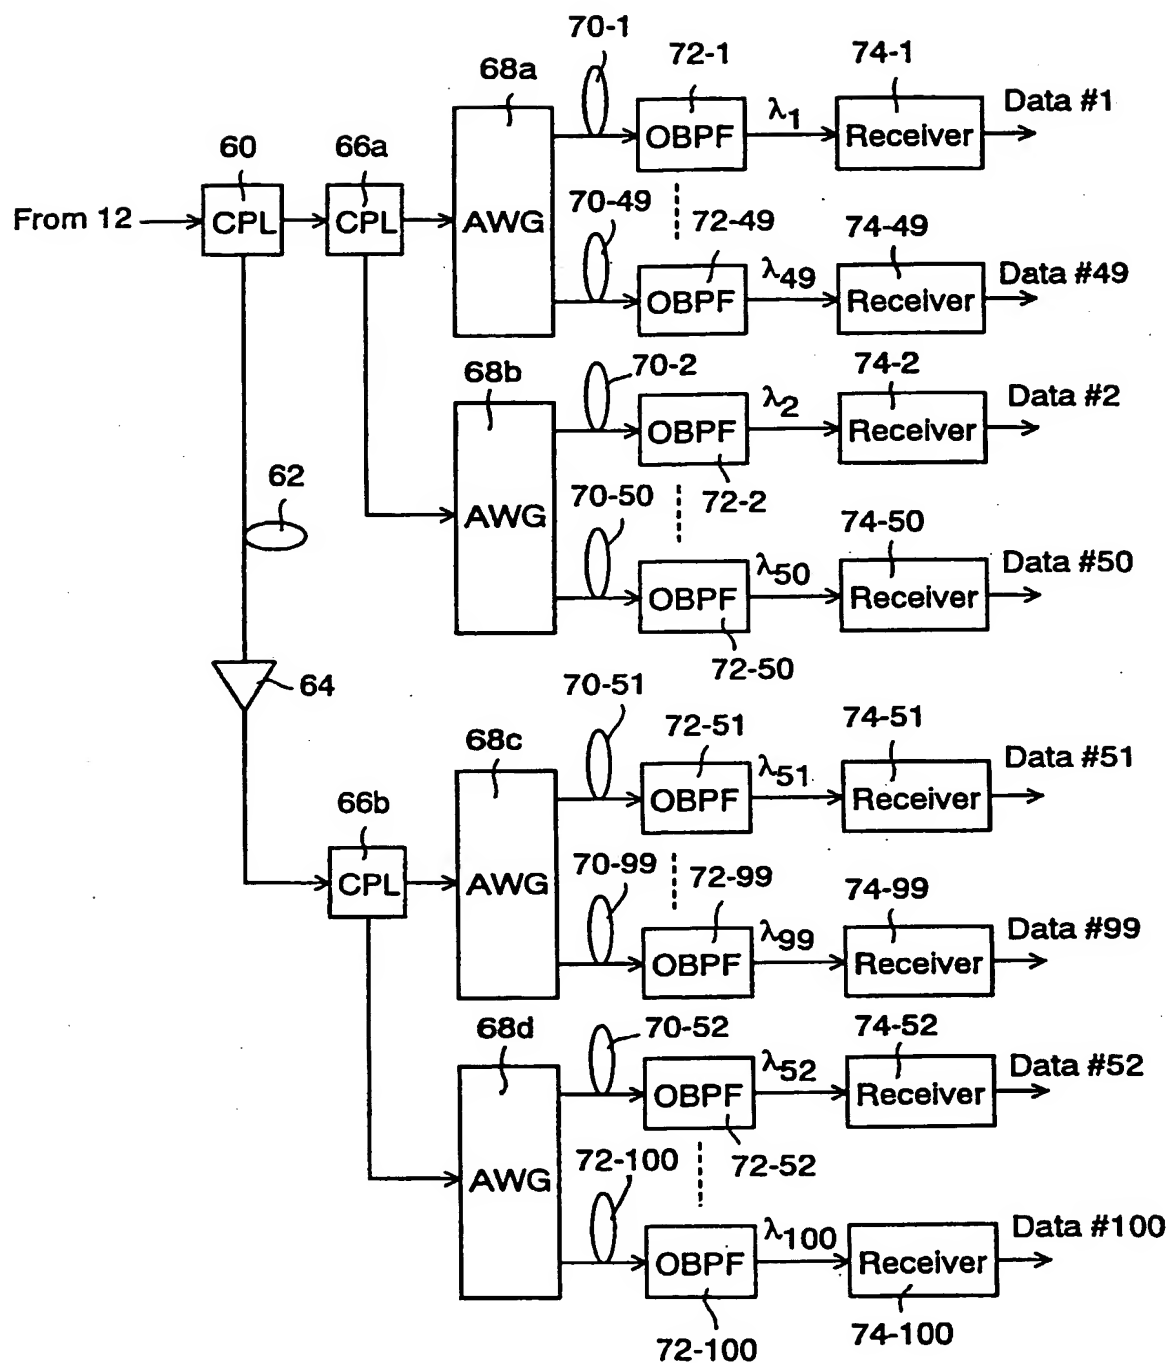 70-1
68a
72-1
74-1
Data #1
OBPF
λ1
Receiver
60
66a
From 12
CPL
CPL
AWG
70-49
72-49
74-49
Data #49
OBPF
λ49
Receiver
68b
70-2
74-2
Data #2
OBPF
λ2
Receiver
72-2
62
AWG
70-50
74-50
Data #50
OBPF
λ50
Receiver
72-50
64
70-51
68c
72-51
74-51
Data #51
OBPF
λ51
Receiver
66b
CPL
AWG
70-99
72-99
74-99
Data #99
OBPF
λ99
Receiver
68d
70-52
74-52
Data #52
OBPF
λ52
Receiver
72-52
AWG
72-100
Data #100
OBPF
λ100
Receiver
72-100
74-100